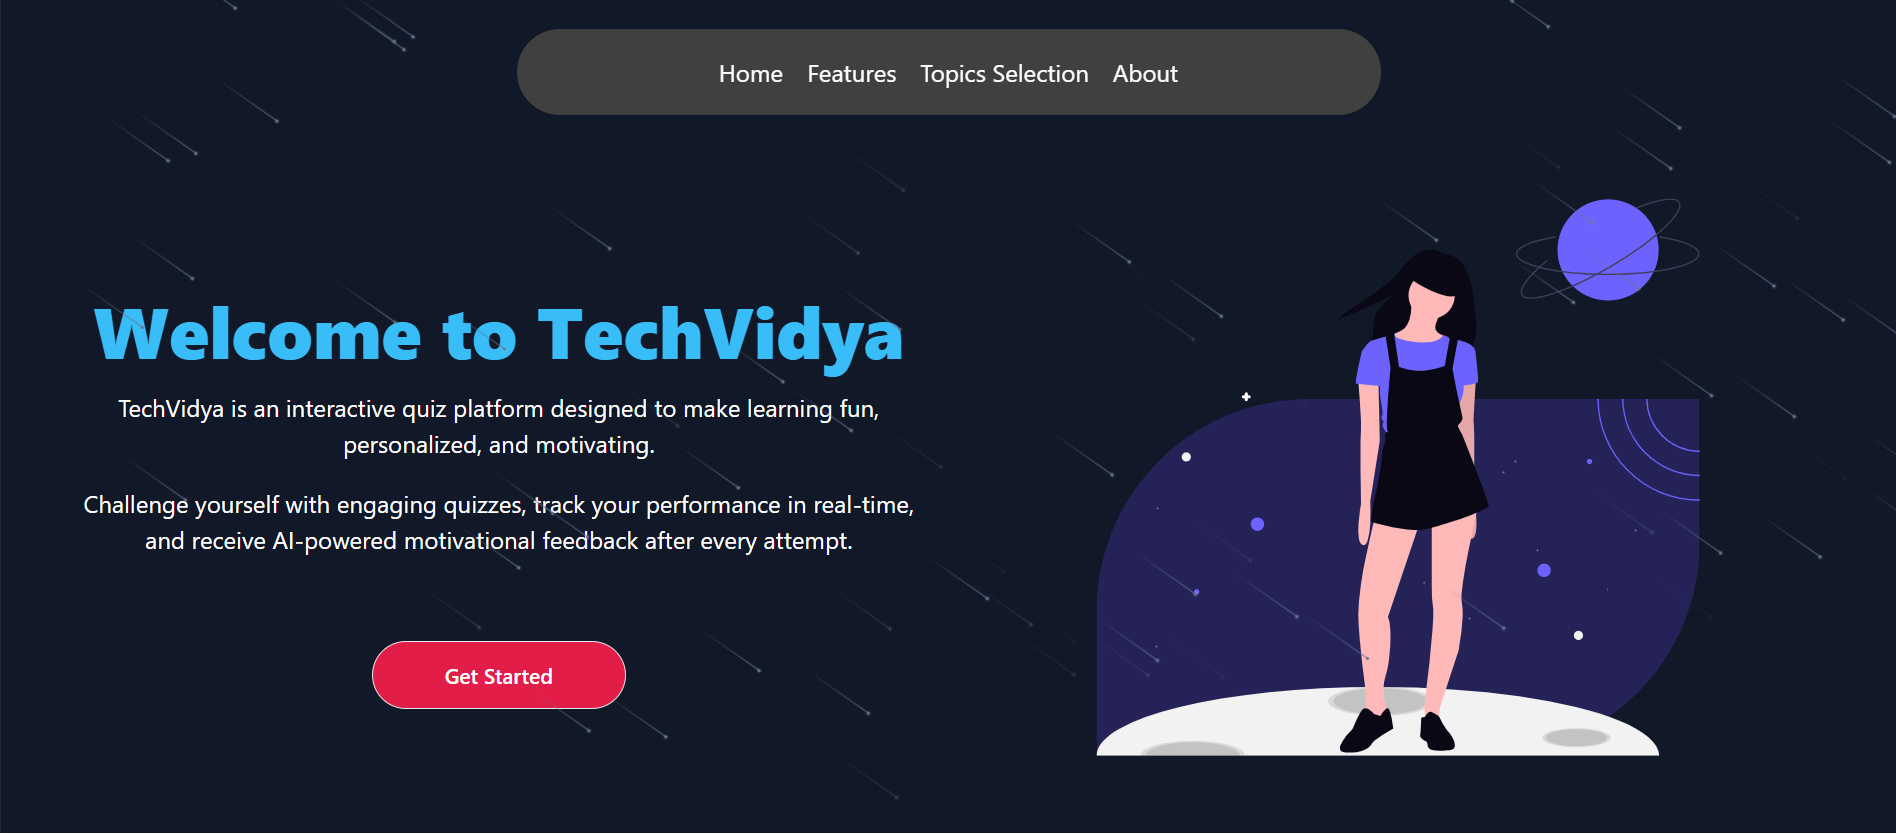 Home Features Topics Selection About
Welcome to TechVidya
TechVidya is an interactive quiz platform designed to make learning fun,
personalized, and motivating.
Challenge yourself with engaging quizzes, track your performance in real-time,
and receive AI-powered motivational feedback after every attempt.
Get Started